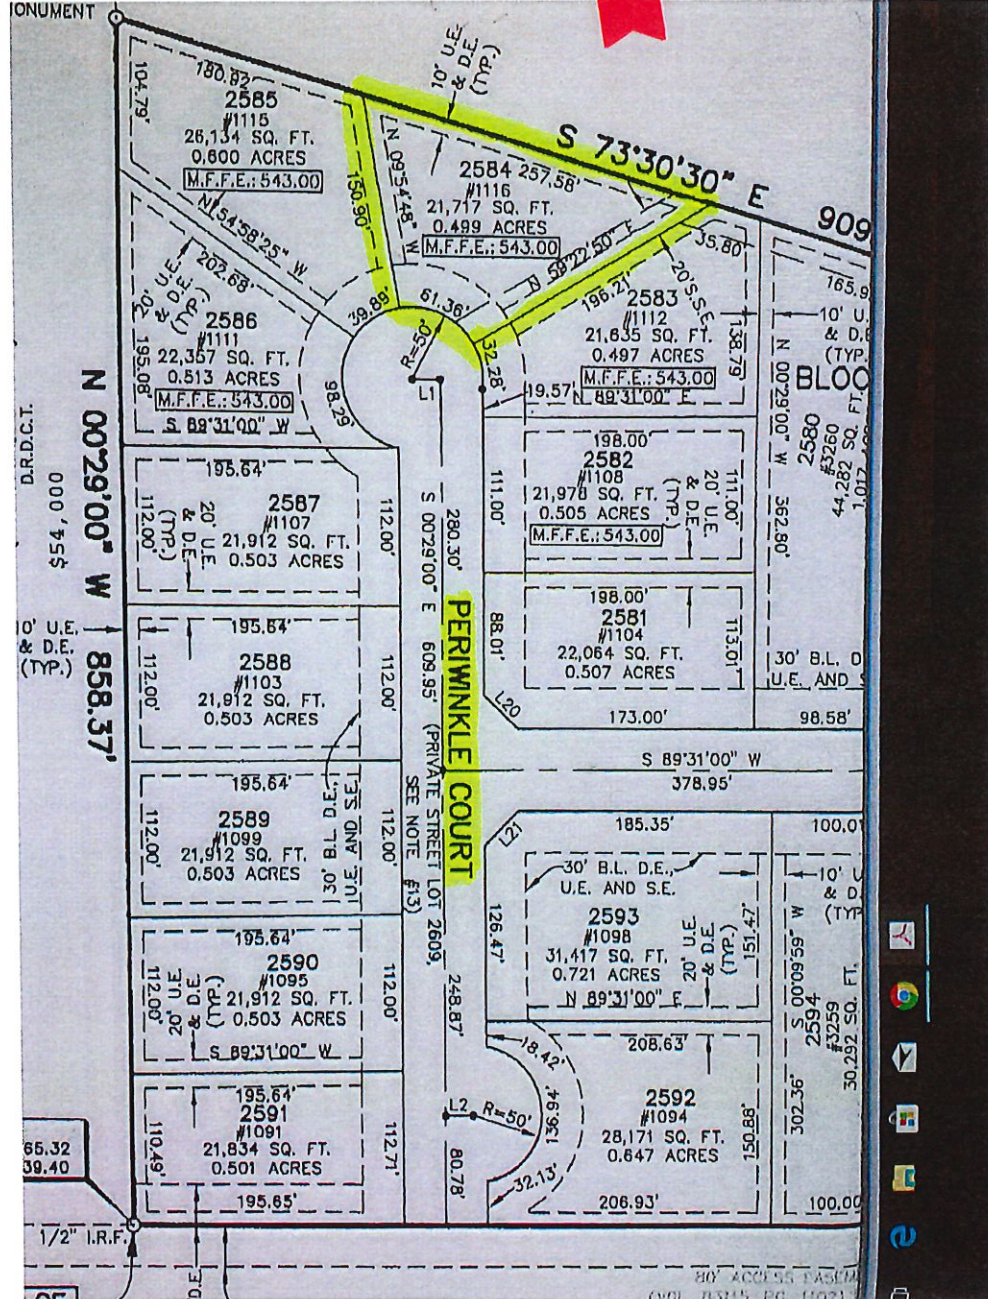 ONUMENT
10' U.E.
& D.E.
(TYP.)
S 73°30'30" E
909
180.92'
104.79'
2585
#1115
26,134 SQ. FT.
0.600 ACRES
M.F.F.E.: 543.00
N 54°58'25" W
202.68'
150.90'
N 09°54'48" W
2584
257.58'
#1116
21,717 SQ. FT.
0.499 ACRES
M.F.F.E.: 543.00
N 59°22'50" E
196.21'
35.80'
20' S.S.E.
2583
#1112
21,635 SQ. FT.
0.497 ACRES
M.F.F.E.: 543.00
N 89°31'00" E
138.79'
19.57'
165.9
10' U.
& D.E
(TYP.
BLOC
N 00°29'00" W 362.80'
2580
#3260
44,282 SQ. FT.
39.89'
61.36'
32.28'
R=50'
L1
98.29'
20' U.E.
& D.E.
(TYP.)
195.08'
2586
#1111
22,357 SQ. FT.
0.513 ACRES
M.F.F.E.: 543.00
S 89°31'00" W
N 00°29'00" W 858.37'
D.R.D.C.T.
$54,000
195.64'
2587
#1107
21,912 SQ. FT.
0.503 ACRES
112.00'
20' U.E
& D.E.
(TYP.)
112.00'
198.00'
2582
#1108
21,978 SQ. FT.
0.505 ACRES
M.F.F.E.: 543.00
111.00'
20' U.E.
& D.E.
(TYP.)
111.00'
280.30'
S 00°29'00" E 609.95' (PRIVATE STREET LOT 2609,
SEE NOTE #13)
PERIWINKLE COURT
198.00'
2581
#1104
22,064 SQ. FT.
0.507 ACRES
88.01'
113.01'
L20
173.00'
30' B.L. D
U.E. AND S
98.58'
10' U.E.
& D.E.
(TYP.)
195.64'
2588
#1103
21,912 SQ. FT.
0.503 ACRES
112.00'
112.00'
S 89°31'00" W
378.95'
195.64'
2589
#1099
21,912 SQ. FT.
0.503 ACRES
112.00'
112.00'
30' B.L. D.E.,
U.E. AND S.E.
L21
185.35'
100.01
30' B.L. D.E.,
U.E. AND S.E.
2593
#1098
31,417 SQ. FT.
0.721 ACRES
N 89°31'00" E
126.47'
20' U.E.
& D.E.
(TYP.)
151.47'
10' U
& D
(TYP
S 00°09'59" W
302.36'
2594
#3259
30,292 SQ. FT.
195.64'
2590
#1095
21,912 SQ. FT.
0.503 ACRES
S 89°31'00" W
112.00'
20' U.E
& D.E.
(TYP.)
112.00'
248.87'
18.42'
208.63'
2592
#1094
28,171 SQ. FT.
0.647 ACRES
L2
R=50'
136.94'
150.88'
80.78'
32.13'
206.93'
100.00
195.64'
2591
#1091
21,834 SQ. FT.
0.501 ACRES
110.49'
112.71'
195.65'
65.32
39.40
1/2" I.R.F.
D.E.
80' ACCESS EASEM